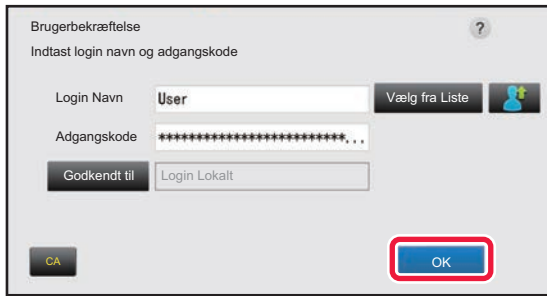 Brugerbekræftelse
?
Indtast login navn og adgangskode
Login Navn User Vælg fra Liste
Adgangskode *************************...
Godkendt til Login Lokalt
CA OK